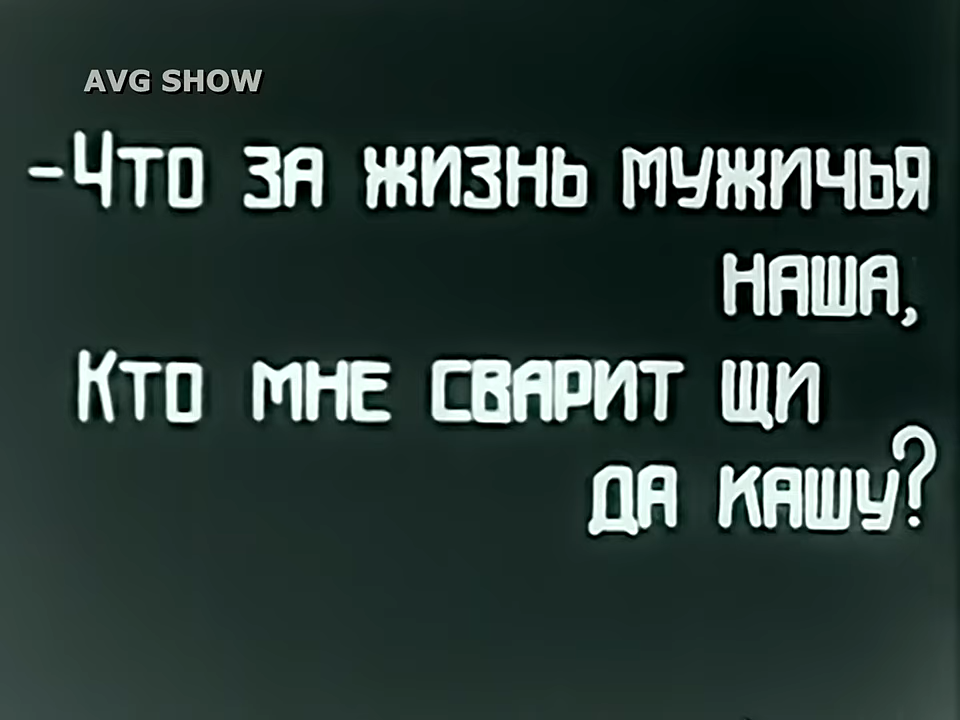 AVG SHOW
-Что за жизнь мужичья
наша,
Кто мне сварит щи
да кашу?